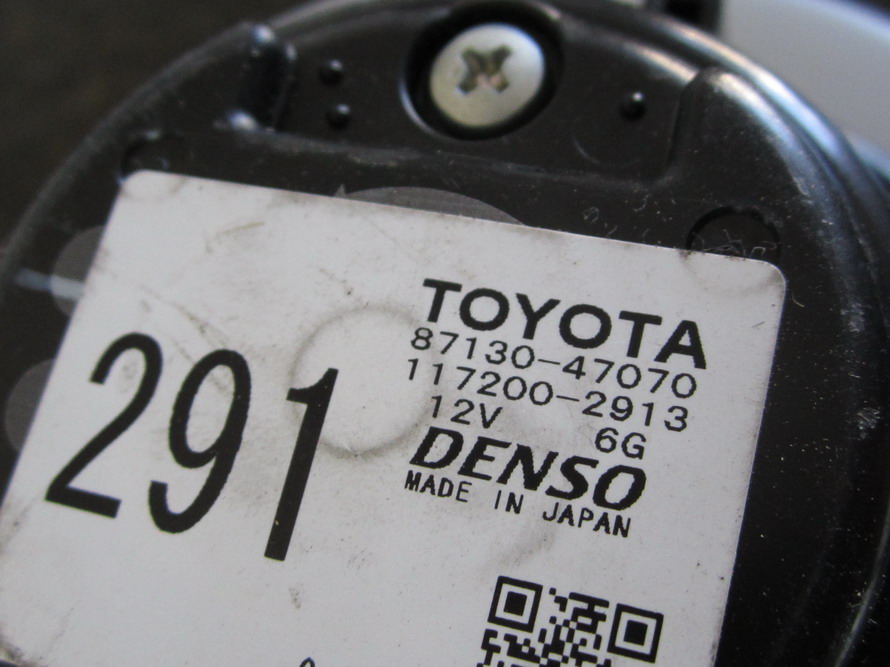 291
TOYOTA
87130-47070
117200-2913
12V 6G
DENSO
MADE IN JAPAN